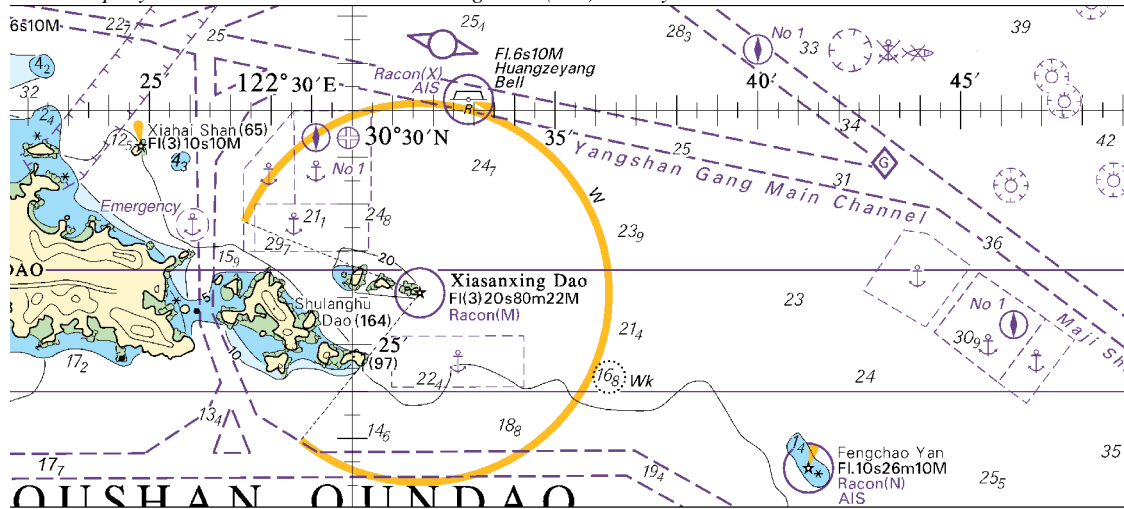 6s10M
22₇
25
25₄
28₃
No 1
33
39
Fl.6s10M
Huangzeyang
Bell
Racon(X)
AIS
R
4₂
32
25′
122° 30′ E
40′
45′
2₄
12₅
Xiahai Shan (65)
Fl(3)10s10M
4₃
No 1
30° 30′ N
35′
34
42
24₇
25
31
G
Yangshan Gang Main Channel
W
Emergency
21₁
24₈
29₇
23₉
36
15₉
20
DAO
Xiasanxing Dao
Fl(3)20s80m22M
Racon(M)
Shulanghu
Dao (164)
23
No 1
Maji Sh
21₄
30₉
25′
(97)
10
17₂
22₄
16₈
Wk
24
13₄
14₆
18₈
1₄
Fengchao Yan
Fl.10s26m10M
Racon(N)
AIS
35
17₇
19₄
25₅
OUSHAN QUNDAO